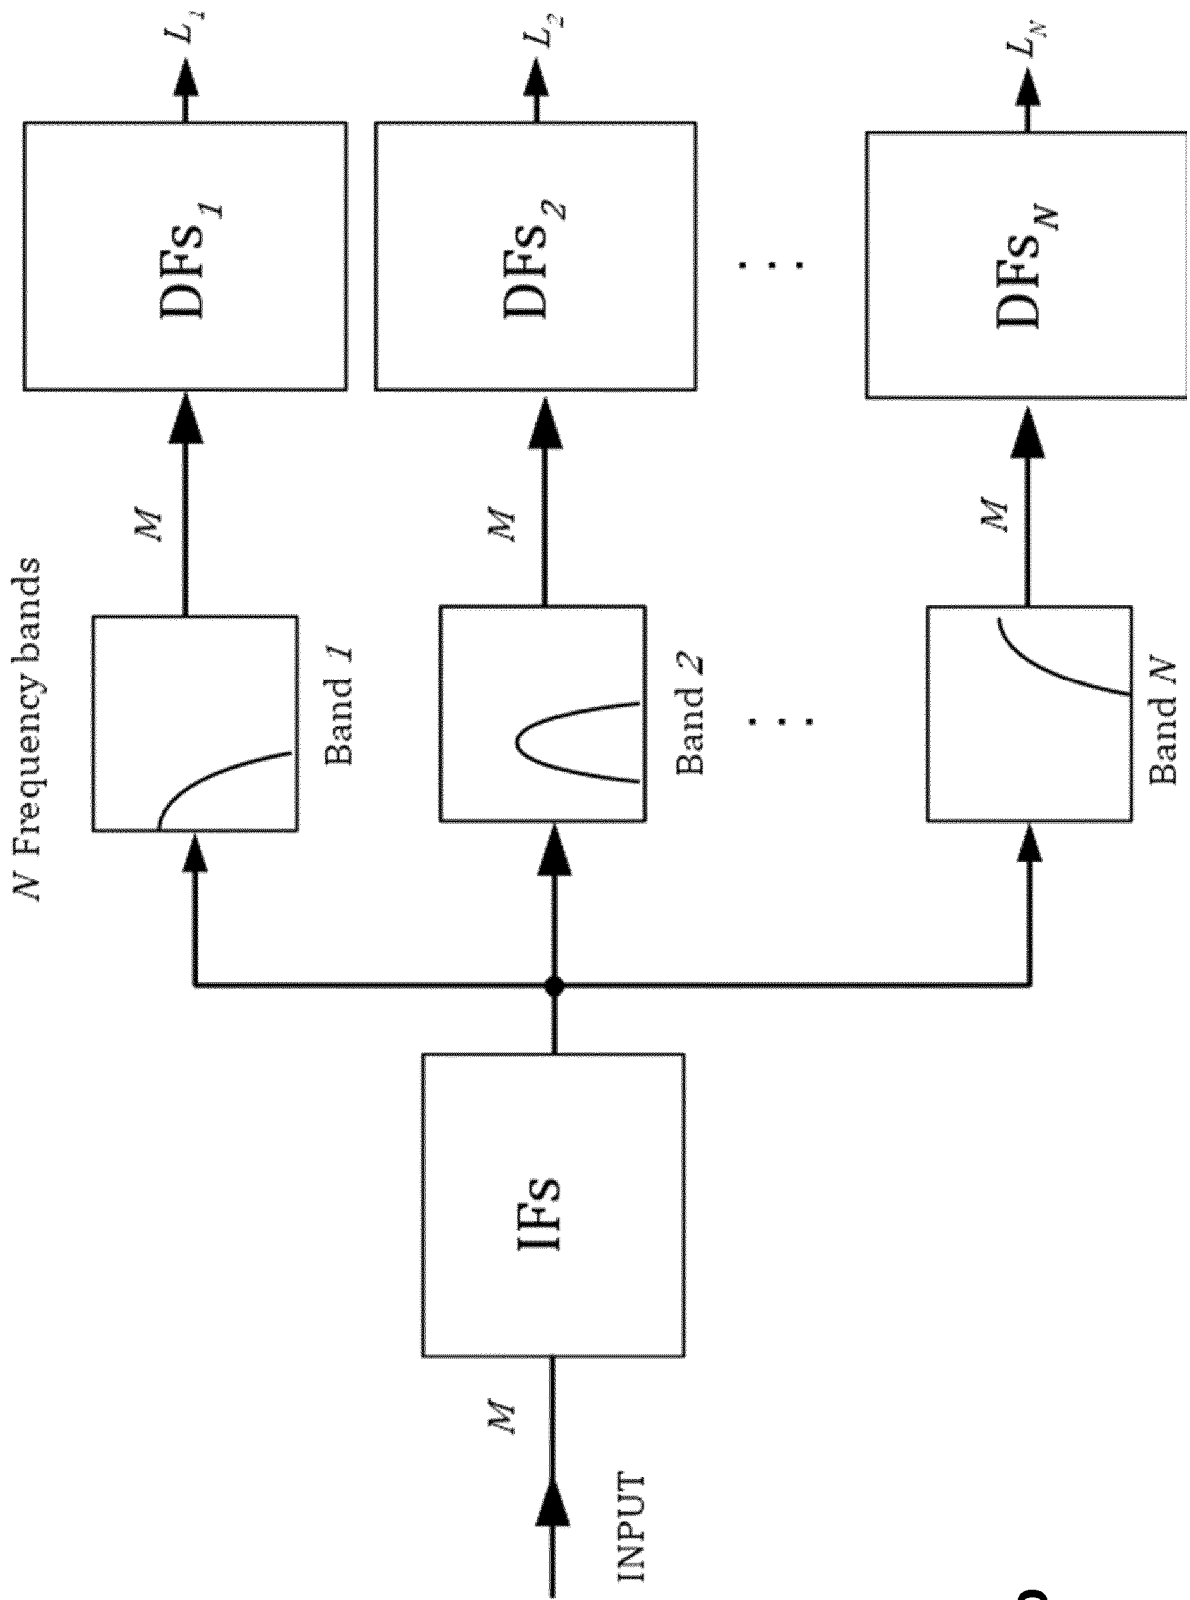 N Frequency bands
INPUT
M
IFs
Band 1
M
DFs1
L1
Band 2
M
DFs2
L2
. . .
. . .
Band N
M
DFsN
LN